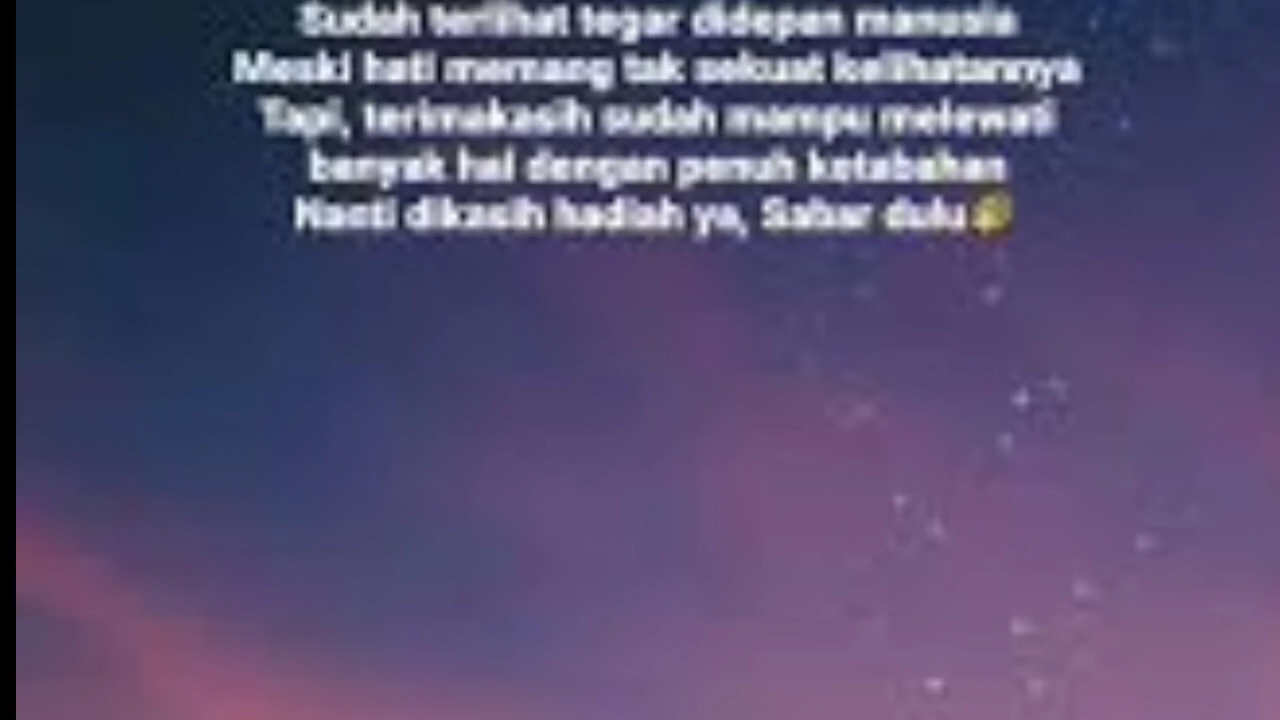 Sudah terlihat tegar didepan manusia
Meski hati memang tak sekuat kelihatannya
Tapi, terimakasih sudah mampu melewati
banyak hal dengan penuh ketabahan
Nanti dikasih hadiah ya, Sabar dulu